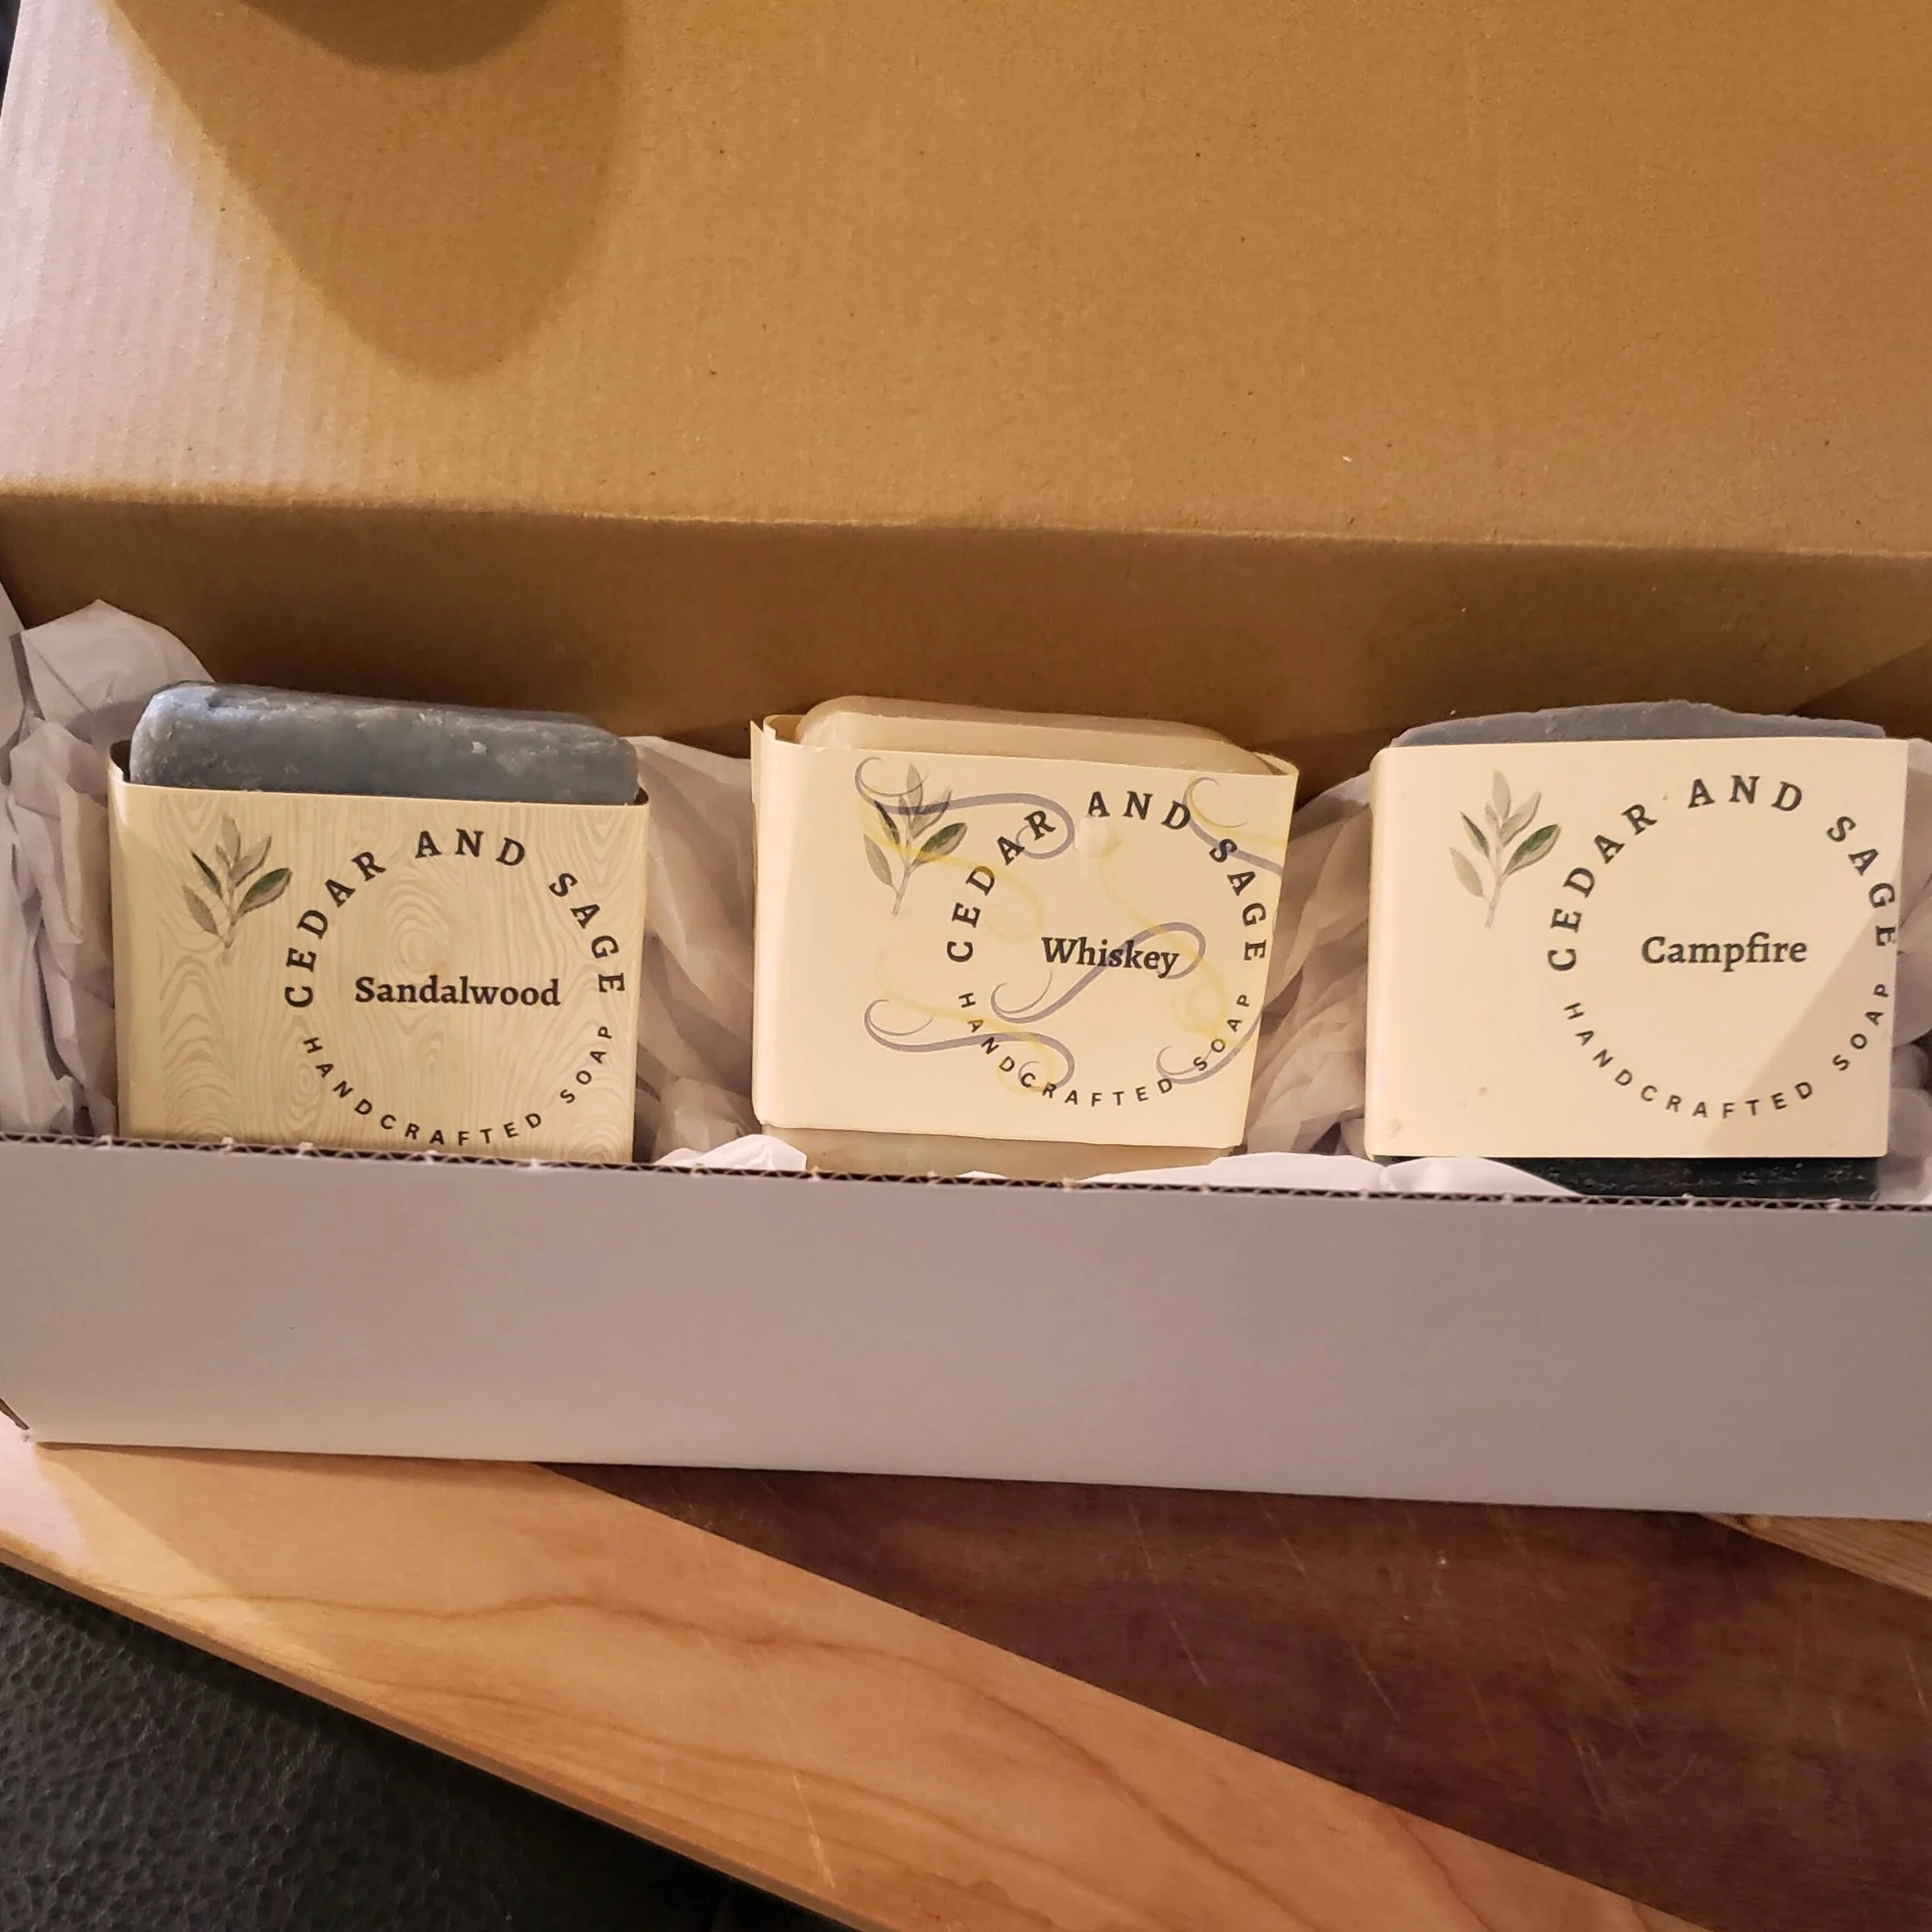 CEDAR AND SAGE
Sandalwood
HANDCRAFTED SOAP
CEDAR AND SAGE
Whiskey
HANDCRAFTED SOAP
CEDAR AND SAGE
Campfire
HANDCRAFTED SOAP